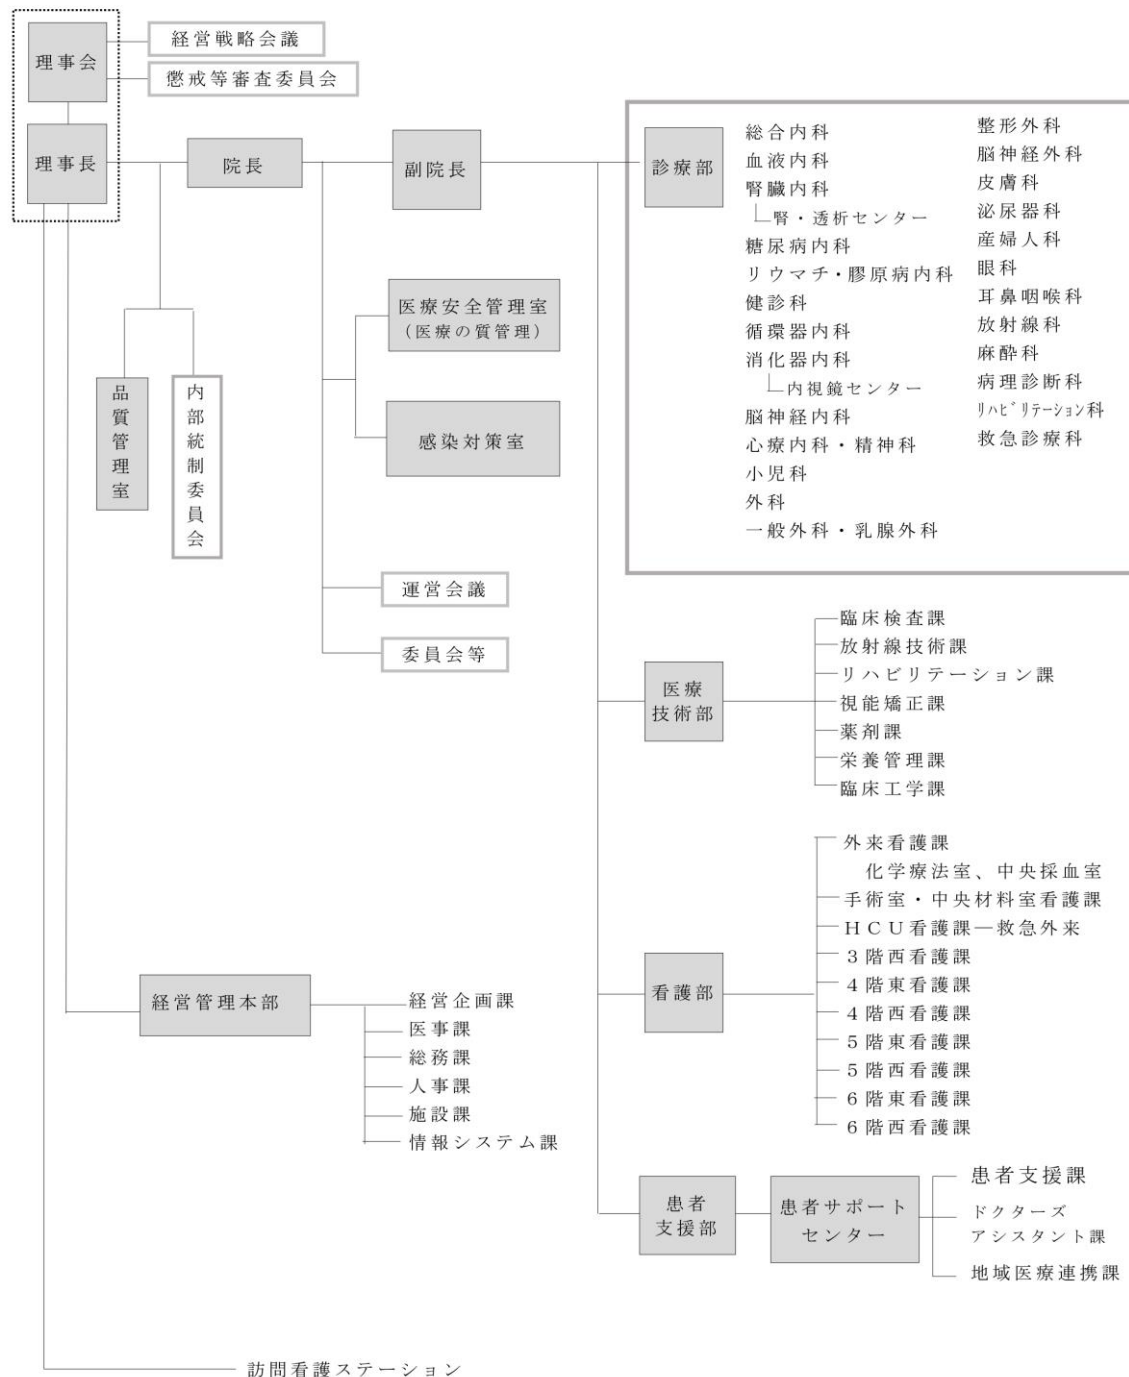 理事会
経営戦略会議
懲戒等審査委員会
理事長
院長
副院長
診療部
総合内科
血液内科
腎臓内科
腎・透析センター
糖尿病内科
リウマチ・膠原病内科
健診科
循環器内科
消化器内科
内視鏡センター
脳神経内科
心療内科・精神科
小児科
外科
一般外科・乳腺外科
整形外科
脳神経外科
皮膚科
泌尿器科
産婦人科
眼科
耳鼻咽喉科
放射線科
麻酔科
病理診断科
ﾘﾊﾋﾞﾘﾃｰｼｮﾝ科
救急診療科
医療安全管理室
(医療の質管理)
感染対策室
品質管理室
内部統制委員会
運営会議
委員会等
医療
技術部
臨床検査課
放射線技術課
リハビリテーション課
視能矯正課
薬剤課
栄養管理課
臨床工学課
看護部
外来看護課
化学療法室、中央採血室
手術室・中央材料室看護課
ＨＣＵ看護課―救急外来
３階西看護課
４階東看護課
４階西看護課
５階東看護課
５階西看護課
６階東看護課
６階西看護課
経営管理本部
経営企画課
医事課
総務課
人事課
施設課
情報システム課
患者
支援部
患者サポート
センター
患者支援課
ドクターズ
アシスタント課
地域医療連携課
訪問看護ステーション